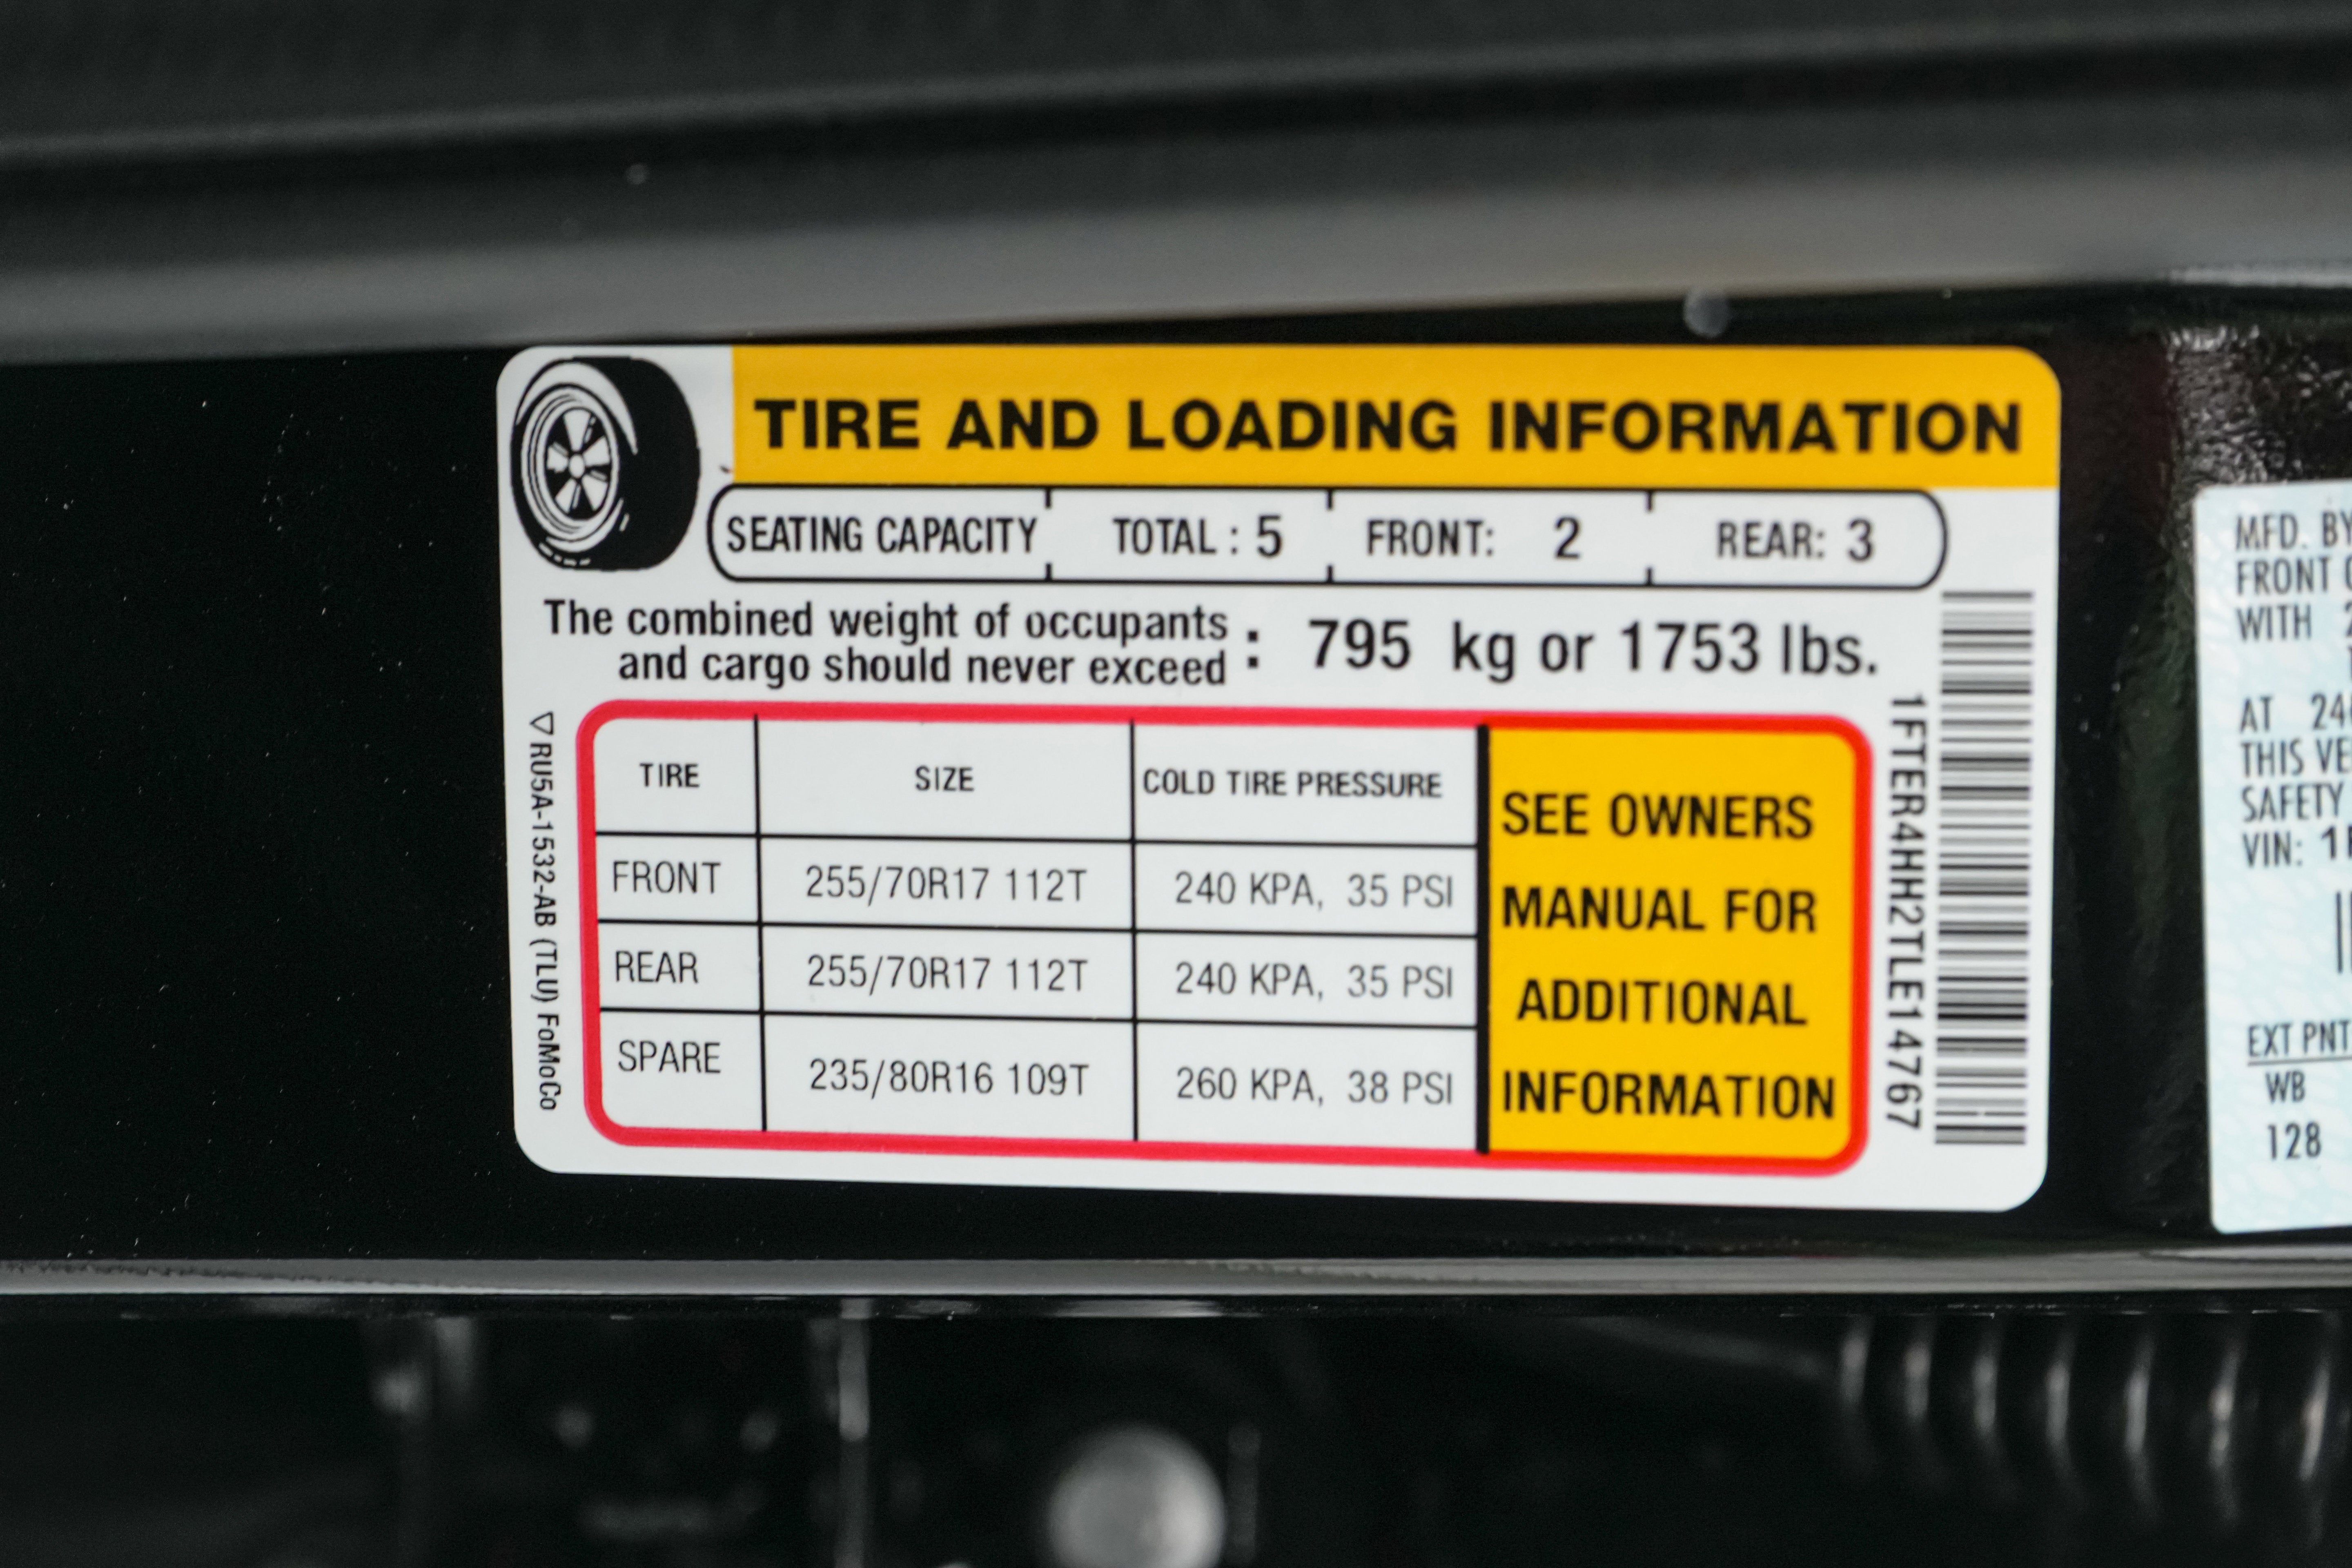 TIRE AND LOADING INFORMATION
SEATING CAPACITY TOTAL : 5 FRONT: 2 REAR: 3
The combined weight of occupants
and cargo should never exceed : 795 kg or 1753 lbs.
TIRE SIZE COLD TIRE PRESSURE
FRONT 255/70R17 112T 240 KPA, 35 PSI
REAR 255/70R17 112T 240 KPA, 35 PSI
SPARE 235/80R16 109T 260 KPA, 38 PSI
SEE OWNERS
MANUAL FOR
ADDITIONAL
INFORMATION
▽RU5A-1532-AB (TLU) FoMoCo
1FTER4HH2TLE14767
MFD. BY
FRONT
WITH
AT 24
THIS VE
SAFETY
VIN: 1
EXT PNT
WB
128